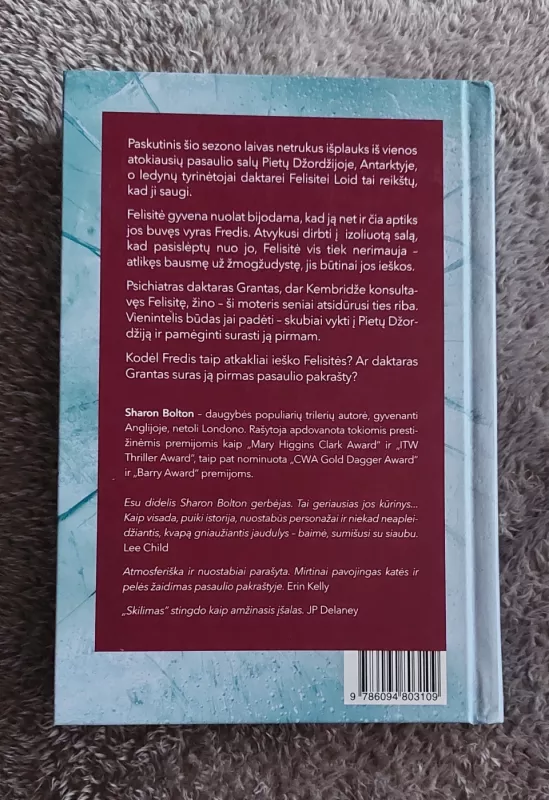 Paskutinis šio sezono laivas netrukus išplauks iš vienos
atokiausių pasaulio salų Pietų Džordžijoje, Antarktyje,
o ledynų tyrinėtojai daktarei Felisitei Loid tai reikštų,
kad ji saugi.
Felisitė gyvena nuolat bijodama, kad ją net ir čia aptiks
jos buvęs vyras Fredis. Atvykusi dirbti į izoliuotą salą,
kad pasislėptų nuo jo, Felisitė vis tiek nerimauja -
atlikęs bausmę už žmogžudystę, jis būtinai jos ieškos.
Psichiatras daktaras Grantas, dar Kembridže konsulta-
vęs Felisitę, žino - ši moteris seniai atsidūrusi ties riba.
Vienintelis būdas jai padėti - skubiai vykti į Pietų Džor-
džiją ir pamėginti surasti ją pirmam.
Kodėl Fredis taip atkakliai ieško Felisitės? Ar daktaras
Grantas suras ją pirmas pasaulio pakrašty?
Sharon Bolton - daugybės populiarių trilerių autorė, gyvenanti
Anglijoje, netoli Londono. Rašytoja apdovanota tokiomis presti-
žinėmis premijomis kaip „Mary Higgins Clark Award" ir „ITW
Thriller Award", taip pat nominuota „CWA Gold Dagger Award"
ir „Barry Award" premijoms.
Esu didelis Sharon Bolton gerbėjas. Tai geriausias jos kūrinys...
Kaip visada, puiki istorija, nuostabūs personažai ir niekad neaplei-
džiantis, kvapą gniaužiantis jaudulys - baimė, sumišusi su siaubu.
Lee Child
Atmosferiška ir nuostabiai parašyta. Mirtinai pavojingas katės ir
pelės žaidimas pasaulio pakraštyje. Erin Kelly
„Skilimas" stingdo kaip amžinasis įšalas. JP Delaney
9 786094 803109